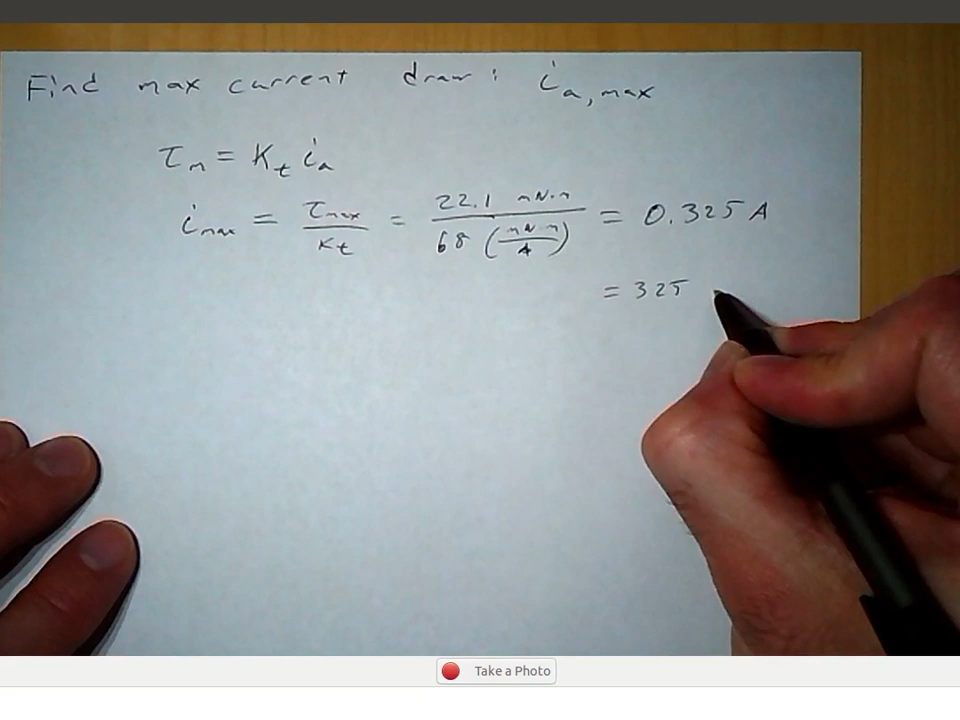 Find max current draw: i_a,max
τ_m = K_t i_a
i_max = τ_max / K_t = 22.1 mN·m / 68 (mN·m / A) = 0.325 A
= 325
Take a Photo